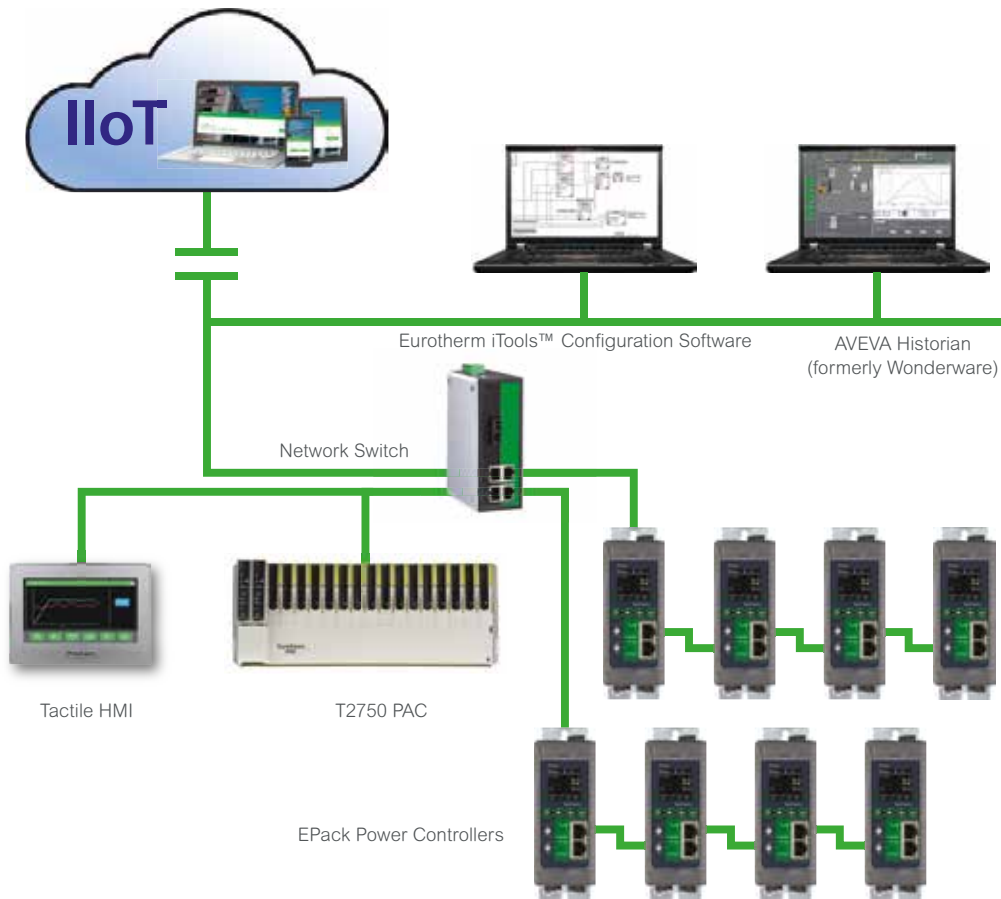 IIoT
Eurotherm iTools™ Configuration Software
AVEVA Historian
(formerly Wonderware)
Network Switch
Tactile HMI
T2750 PAC
EPack Power Controllers